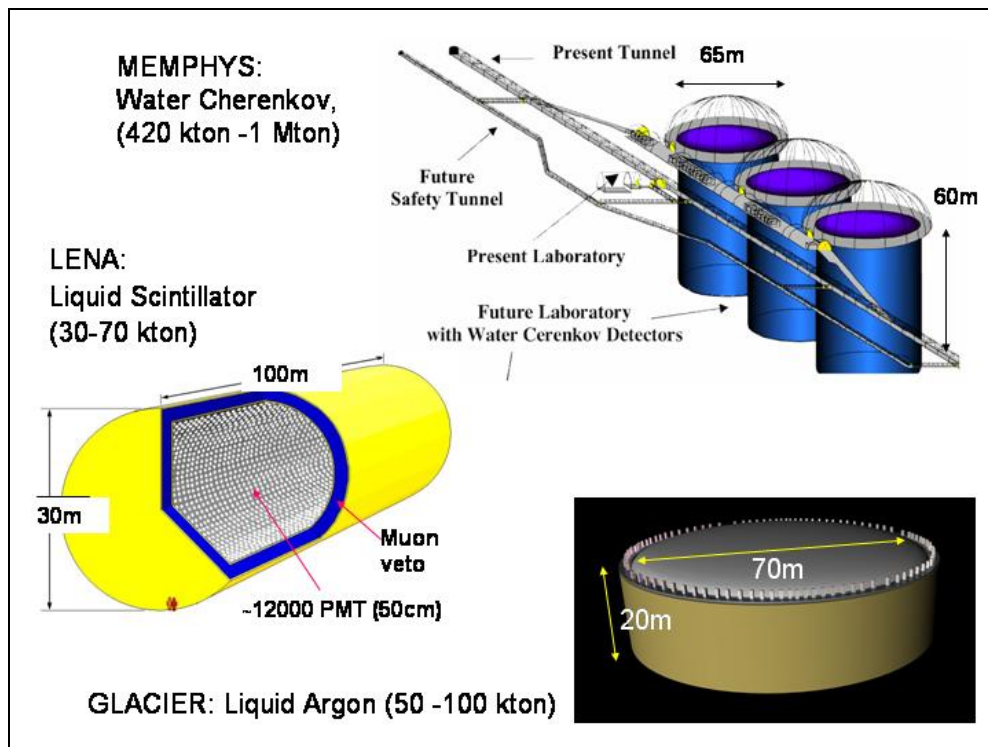 MEMPHYS:
Water Cherenkov,
(420 kton -1 Mton)
Present Tunnel
65m
Future
Safety Tunnel
60m
Present Laboratory
Future Laboratory
with Water Cerenkov Detectors
LENA:
Liquid Scintillator
(30-70 kton)
100m
30m
Muon
veto
~12000 PMT (50cm)
70m
20m
GLACIER: Liquid Argon (50 -100 kton)